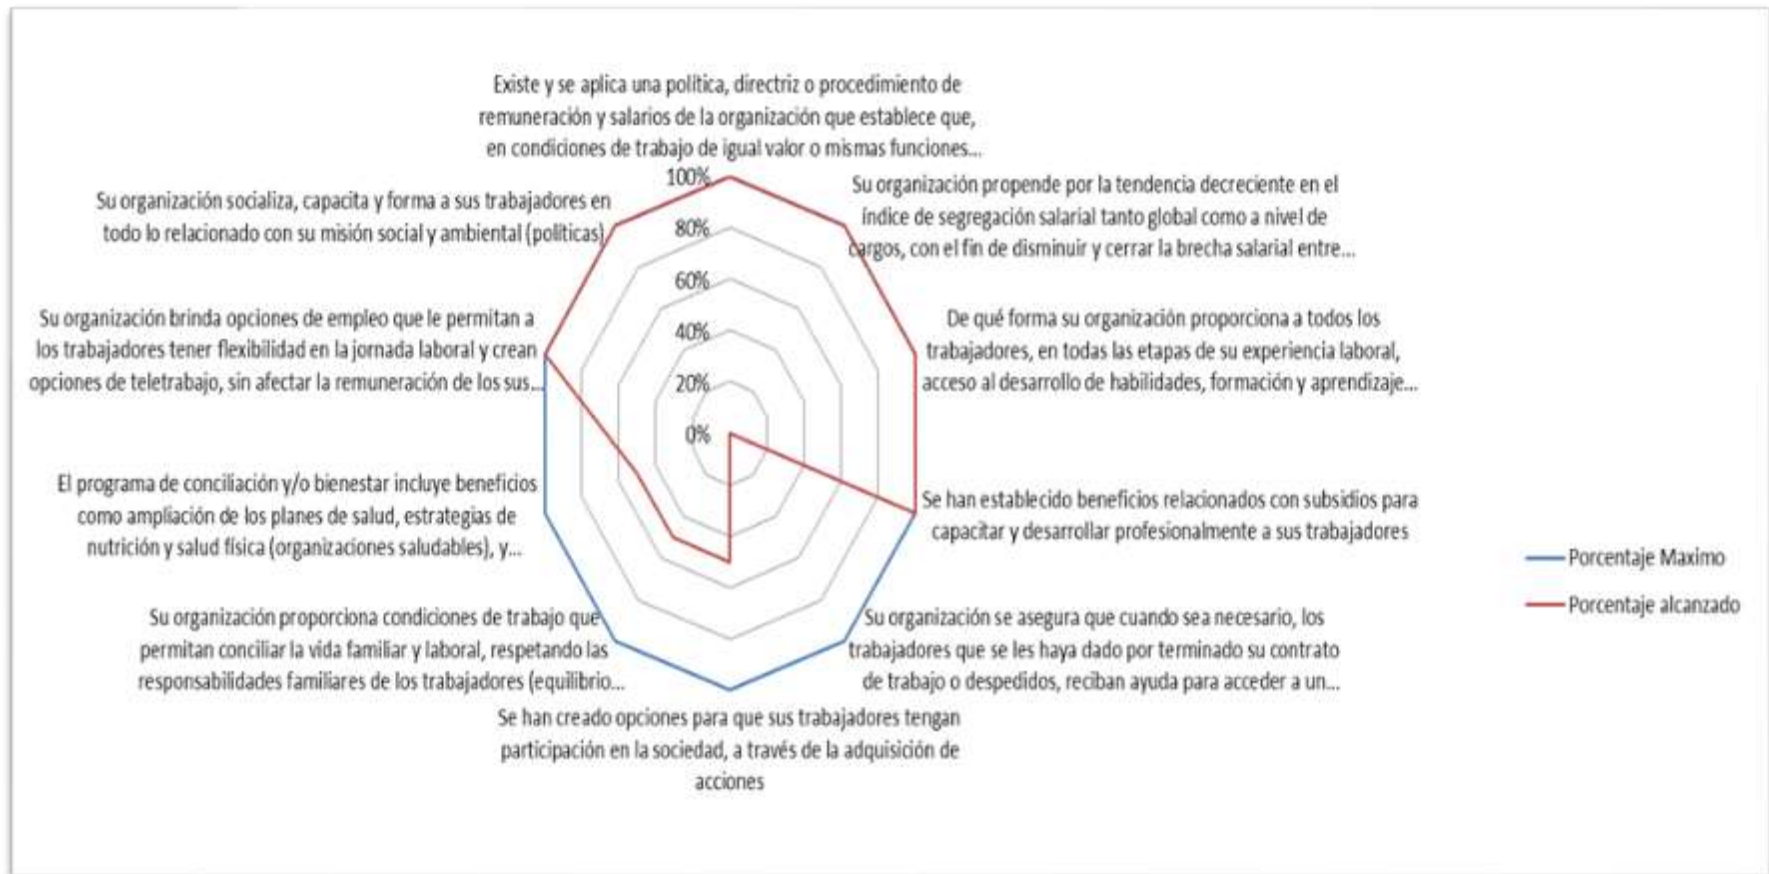 Existe y se aplica una política, directriz o procedimiento de
remuneración y salarios de la organización que establece que,
en condiciones de trabajo de igual valor o mismas funciones...
Su organización propende por la tendencia decreciente en el
índice de segregación salarial tanto global como a nivel de
cargos, con el fin de disminuir y cerrar la brecha salarial entre...
De qué forma su organización proporciona a todos los
trabajadores, en todas las etapas de su experiencia laboral,
acceso al desarrollo de habilidades, formación y aprendizaje...
Se han establecido beneficios relacionados con subsidios para
capacitar y desarrollar profesionalmente a sus trabajadores
Su organización se asegura que cuando sea necesario, los
trabajadores que se les haya dado por terminado su contrato
de trabajo o despedidos, reciban ayuda para acceder a un...
Se han creado opciones para que sus trabajadores tengan
participación en la sociedad, a través de la adquisición de
acciones
Su organización proporciona condiciones de trabajo que
permitan conciliar la vida familiar y laboral, respetando las
responsabilidades familiares de los trabajadores (equilibrio...
El programa de conciliación y/o bienestar incluye beneficios
como ampliación de los planes de salud, estrategias de
nutrición y salud física (organizaciones saludables), y...
Su organización brinda opciones de empleo que le permitan a
los trabajadores tener flexibilidad en la jornada laboral y crean
opciones de teletrabajo, sin afectar la remuneración de los sus...
Su organización socializa, capacita y forma a sus trabajadores en
todo lo relacionado con su misión social y ambiental (políticas)
100%
80%
60%
40%
20%
0%
Porcentaje Maximo
Porcentaje alcanzado